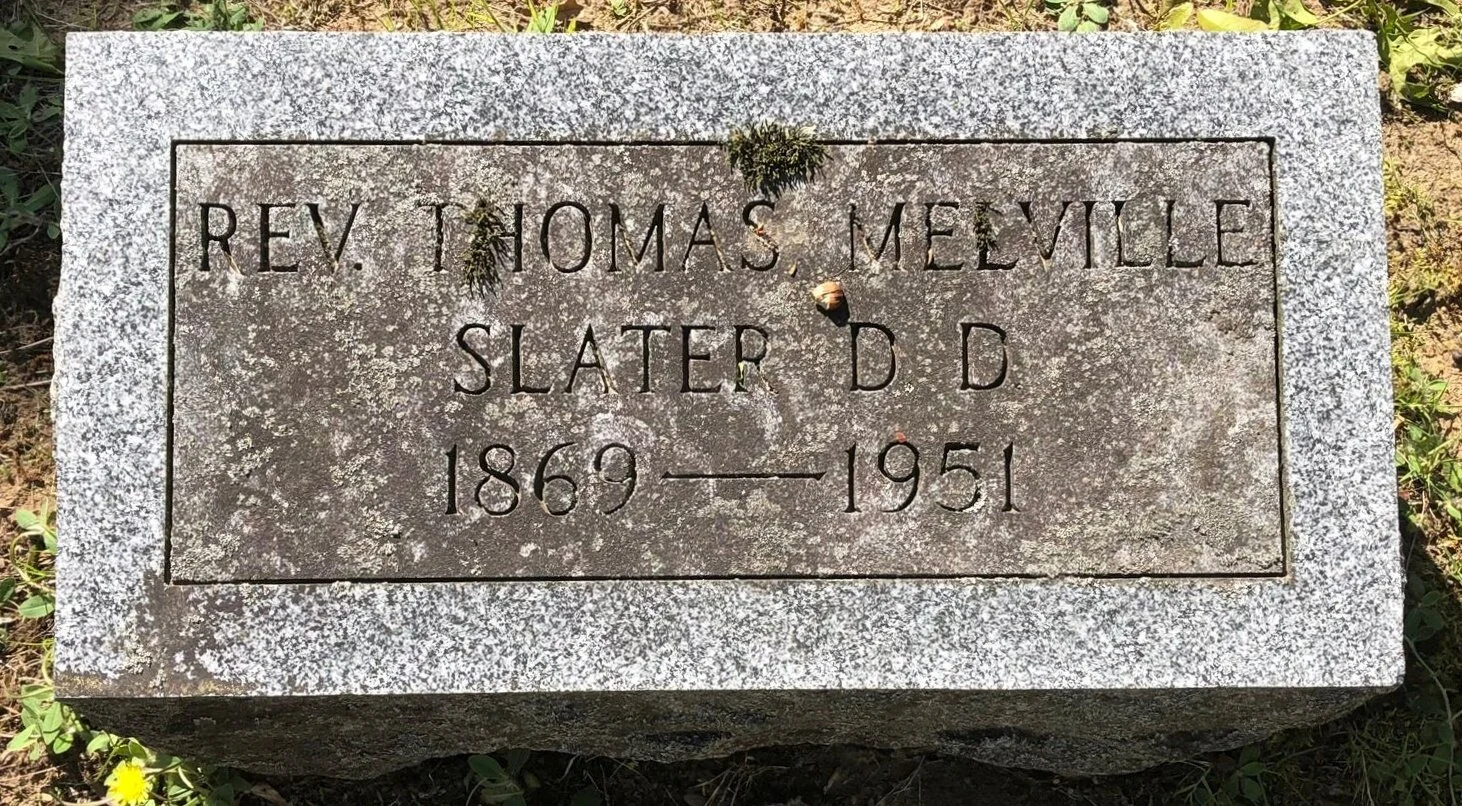 REV. THOMAS MELVILLE
SLATER D. D.
1869 — 1951